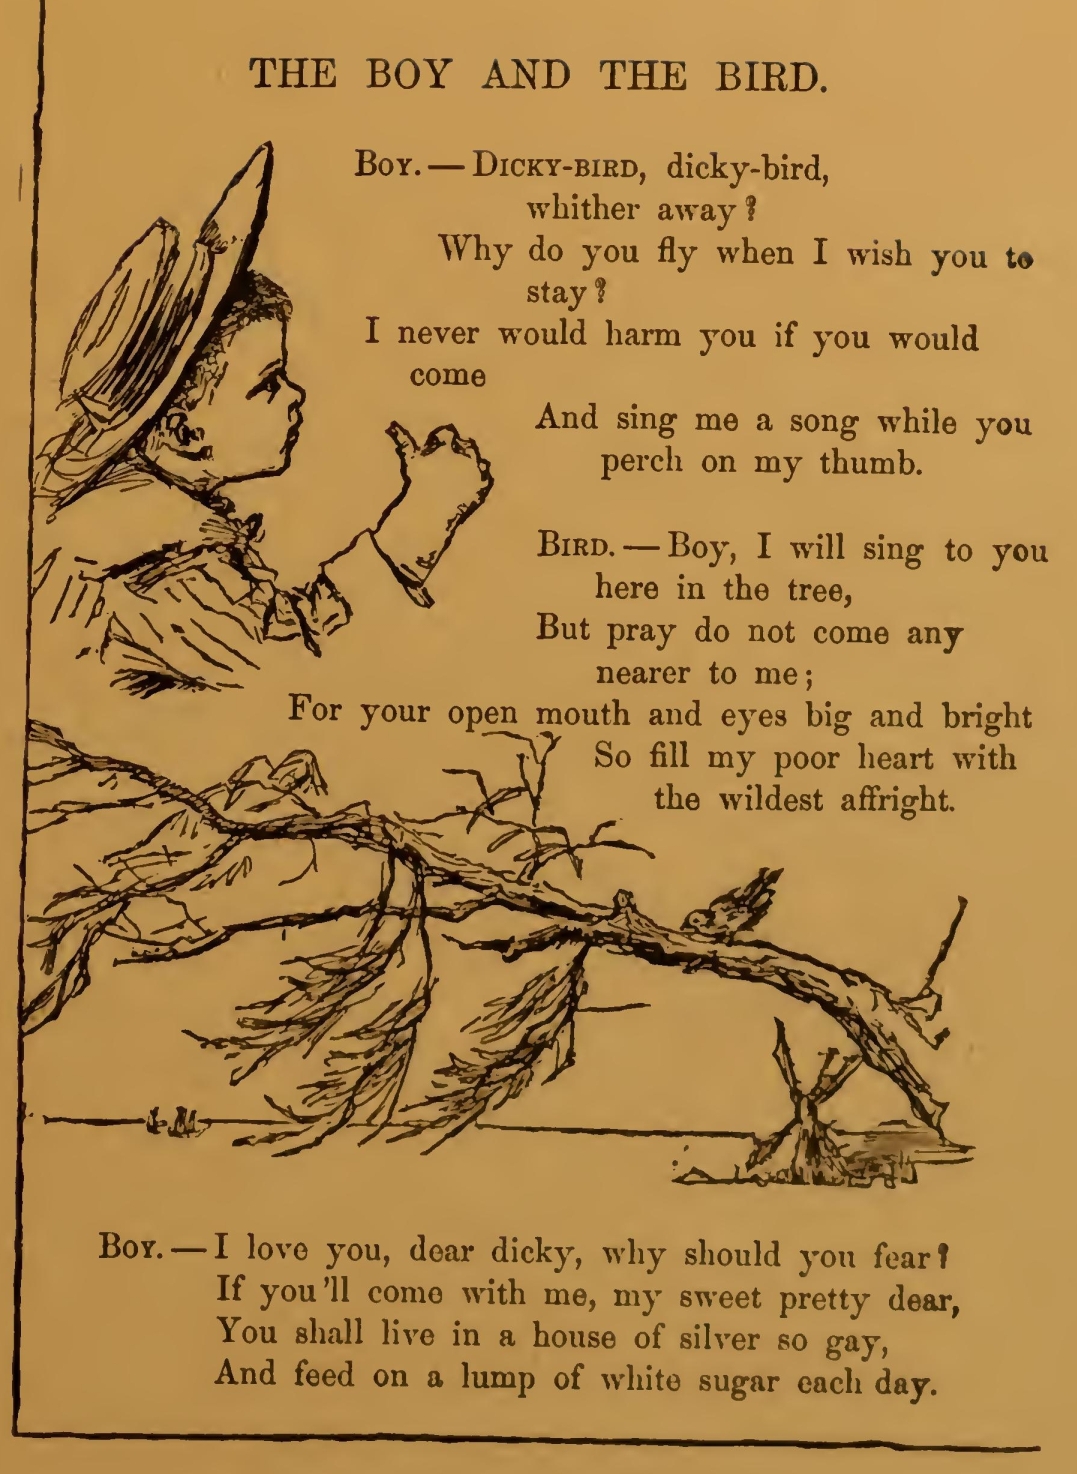 THE BOY AND THE BIRD.
BOY. — DICKY-BIRD, dicky-bird,
whither away?
Why do you fly when I wish you to
stay?
I never would harm you if you would
come
And sing me a song while you
perch on my thumb.
BIRD. — Boy, I will sing to you
here in the tree,
But pray do not come any
nearer to me;
For your open mouth and eyes big and bright
So fill my poor heart with
the wildest affright.
BOY. — I love you, dear dicky, why should you fear?
If you'll come with me, my sweet pretty dear,
You shall live in a house of silver so gay,
And feed on a lump of white sugar each day.